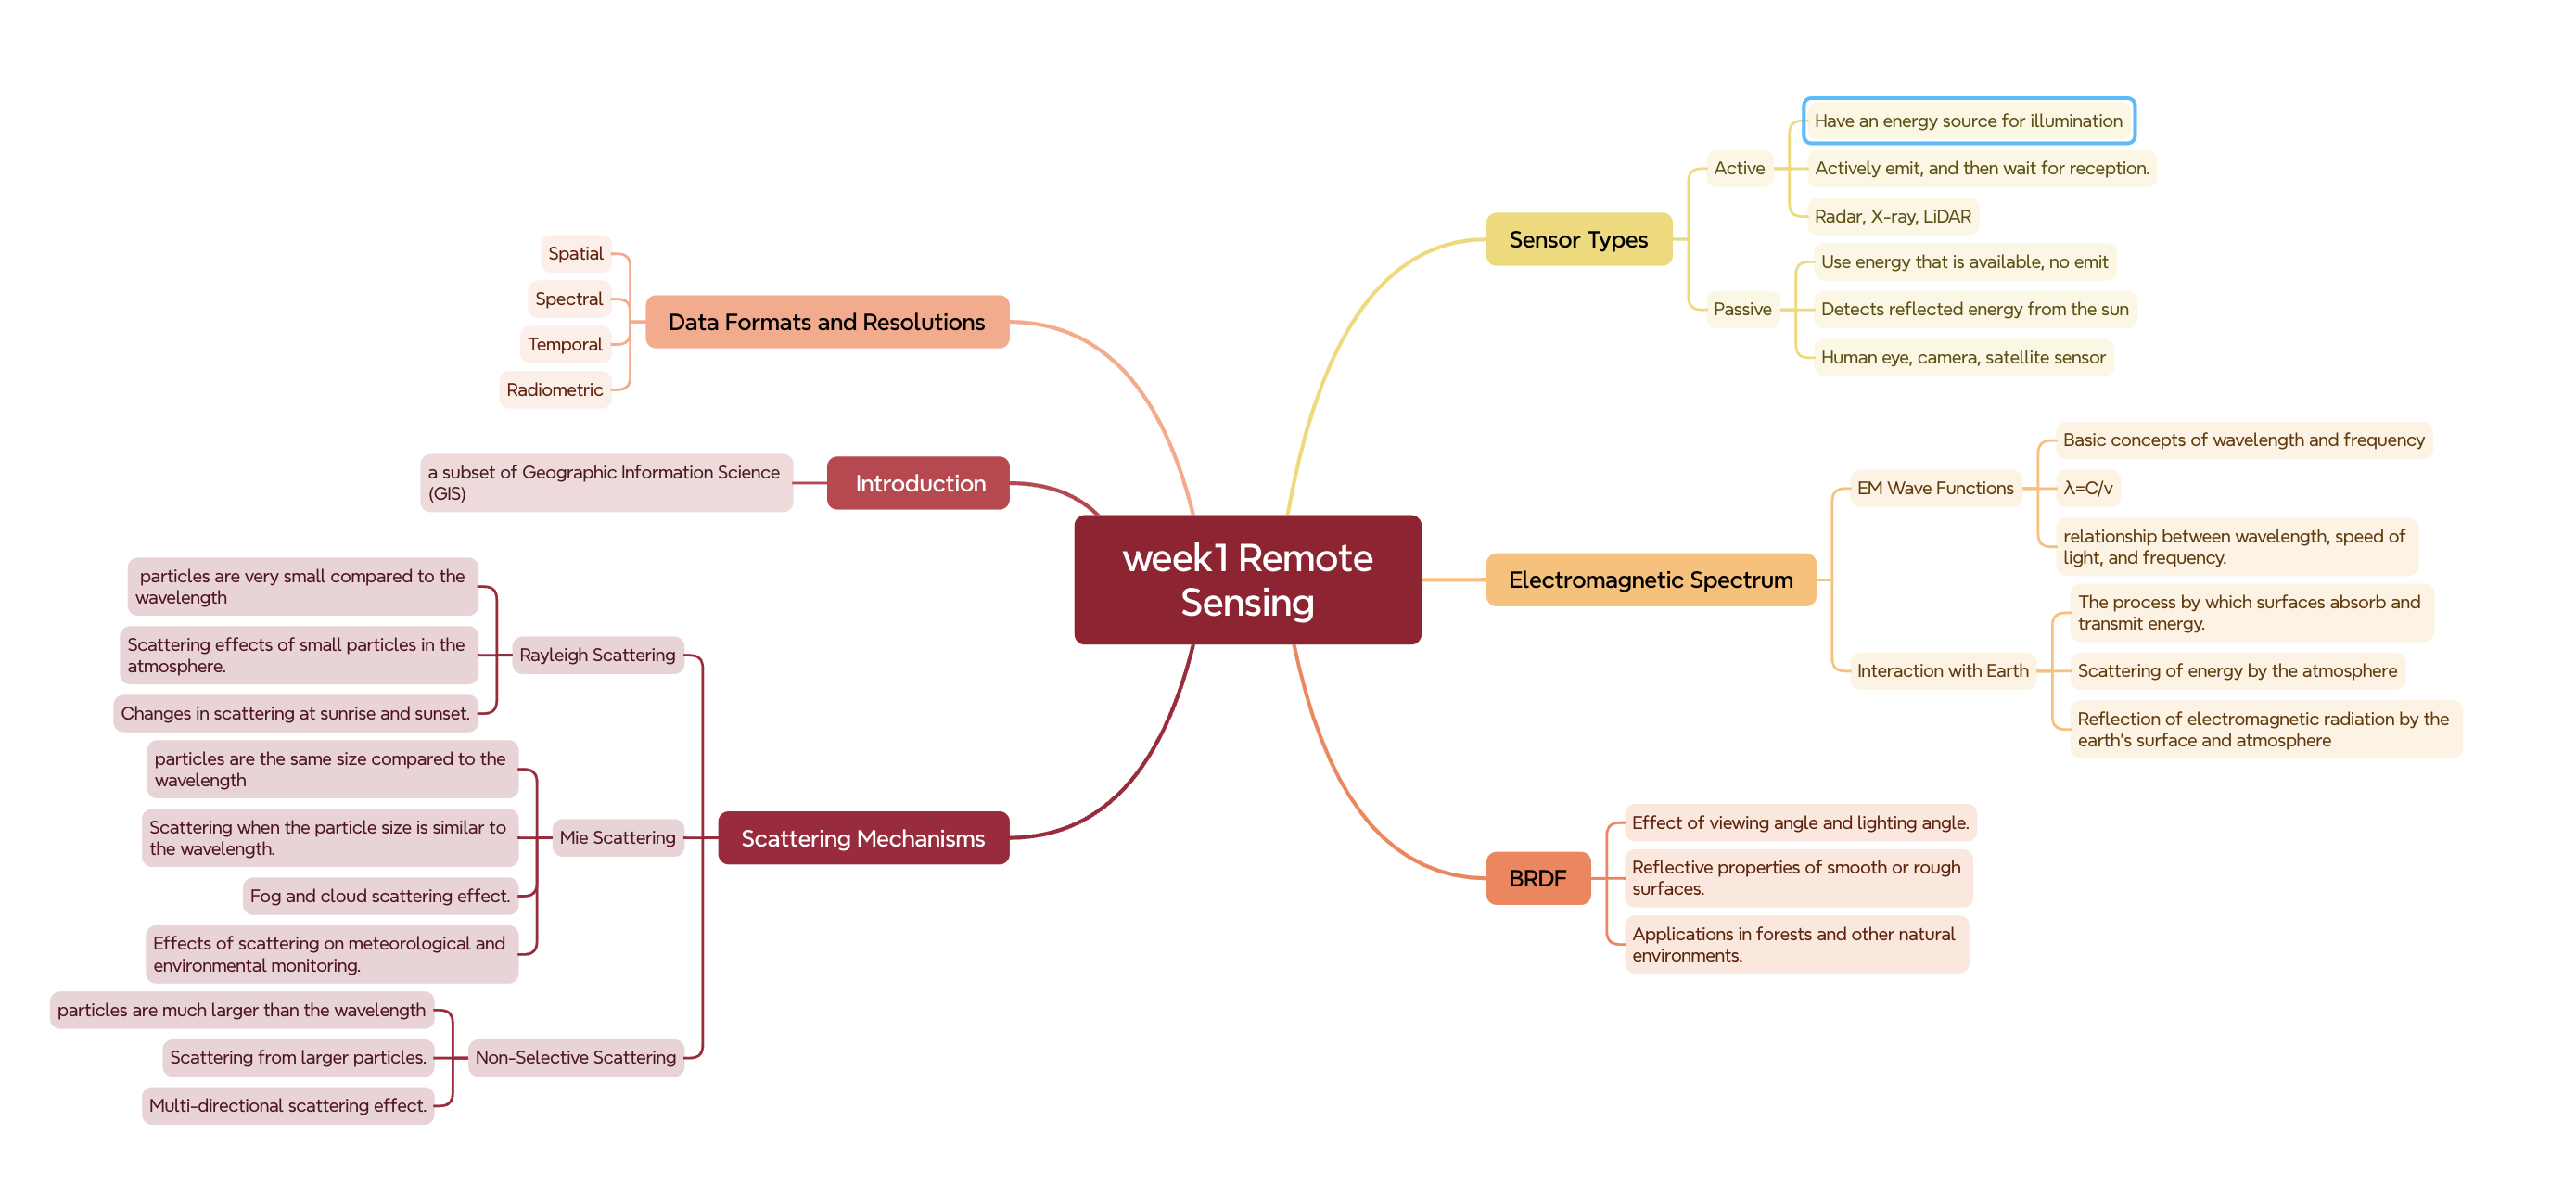 week1 Remote
Sensing
Sensor Types
Active
Have an energy source for illumination
Actively emit, and then wait for reception.
Radar, X-ray, LiDAR
Passive
Use energy that is available, no emit
Detects reflected energy from the sun
Human eye, camera, satellite sensor
Electromagnetic Spectrum
EM Wave Functions
Basic concepts of wavelength and frequency
λ=C/v
relationship between wavelength, speed of
light, and frequency.
Interaction with Earth
The process by which surfaces absorb and
transmit energy.
Scattering of energy by the atmosphere
Reflection of electromagnetic radiation by the
earth's surface and atmosphere
BRDF
Effect of viewing angle and lighting angle.
Reflective properties of smooth or rough
surfaces.
Applications in forests and other natural
environments.
Data Formats and Resolutions
Spatial
Spectral
Temporal
Radiometric
Introduction
a subset of Geographic Information Science
(GIS)
Scattering Mechanisms
Rayleigh Scattering
particles are very small compared to the
wavelength
Scattering effects of small particles in the
atmosphere.
Changes in scattering at sunrise and sunset.
Mie Scattering
particles are the same size compared to the
wavelength
Scattering when the particle size is similar to
the wavelength.
Fog and cloud scattering effect.
Effects of scattering on meteorological and
environmental monitoring.
Non-Selective Scattering
particles are much larger than the wavelength
Scattering from larger particles.
Multi-directional scattering effect.